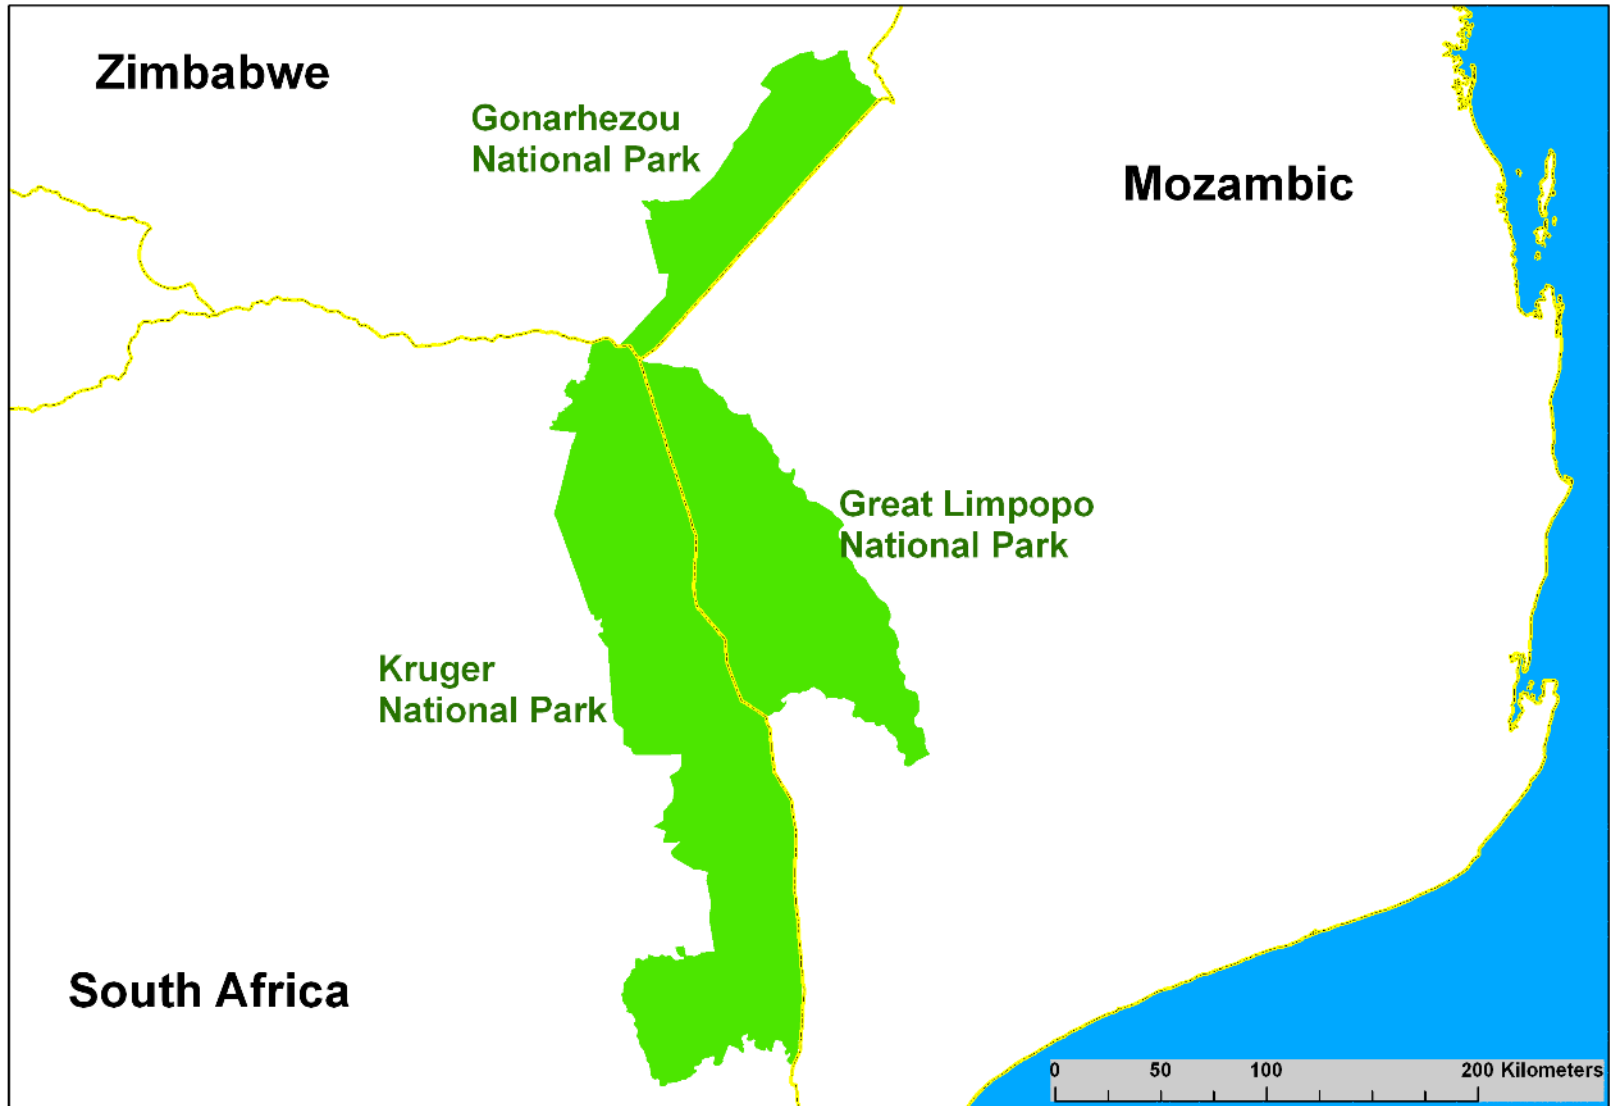 Zimbabwe
Gonarhezou
National Park
Mozambic
Great Limpopo
National Park
Kruger
National Park
South Africa
0 50 100 200 Kilometers